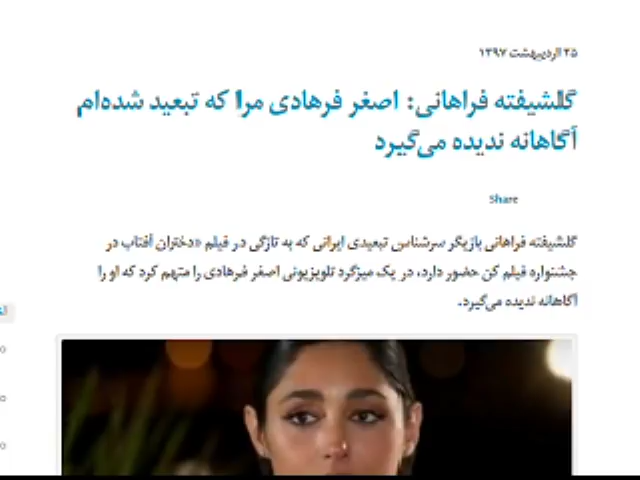 ۲۵ اردیبهشت ۱۳۹۷
گلشیفته فراهانی: اصغر فرهادی مرا که تبعید شده‌ام
آگاهانه ندیده می‌گیرد
Share
گلشیفته فراهانی بازیگر سرشناس تبعیدی ایرانی که به تازگی در فیلم «دختران آفتاب در
جشنواره فیلم کن حضور دارد، در یک میزگرد تلویزیونی اصغر فرهادی را متهم کرد که او را
آگاهانه ندیده می‌گیرد.